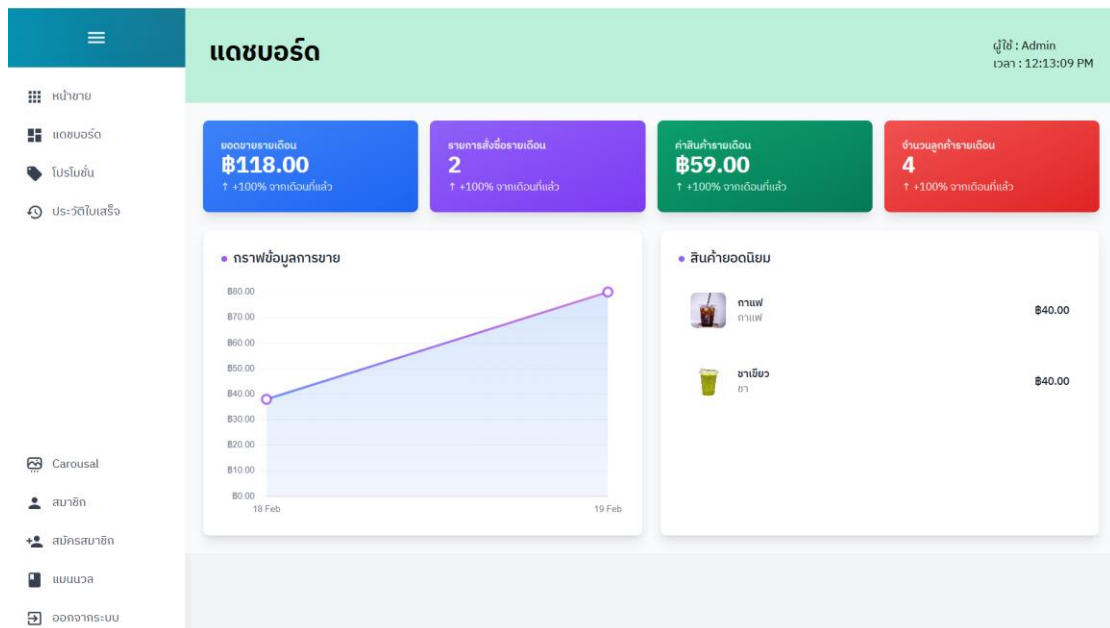 แดชบอร์ด
ผู้ใช้ : Admin
เวลา : 12:13:09 PM
หน้าขาย
แดชบอร์ด
โปรโมชั่น
ประวัติใบเสร็จ
Carousal
สมาชิก
สมัครสมาชิก
แมนนวล
ออกจากระบบ
ยอดขายรายเดือน
฿118.00
↑ +100% จากเดือนที่แล้ว
รายการสั่งซื้อรายเดือน
2
↑ +100% จากเดือนที่แล้ว
ค่าสินค้ารายเดือน
฿59.00
↑ +100% จากเดือนที่แล้ว
จำนวนลูกค้ารายเดือน
4
↑ +100% จากเดือนที่แล้ว
กราฟข้อมูลการขาย
฿80.00
฿70.00
฿60.00
฿50.00
฿40.00
฿30.00
฿20.00
฿10.00
฿0.00
18 Feb
19 Feb
สินค้ายอดนิยม
กาแฟ
กาแฟ
฿40.00
ชาเขียว
ชา
฿40.00